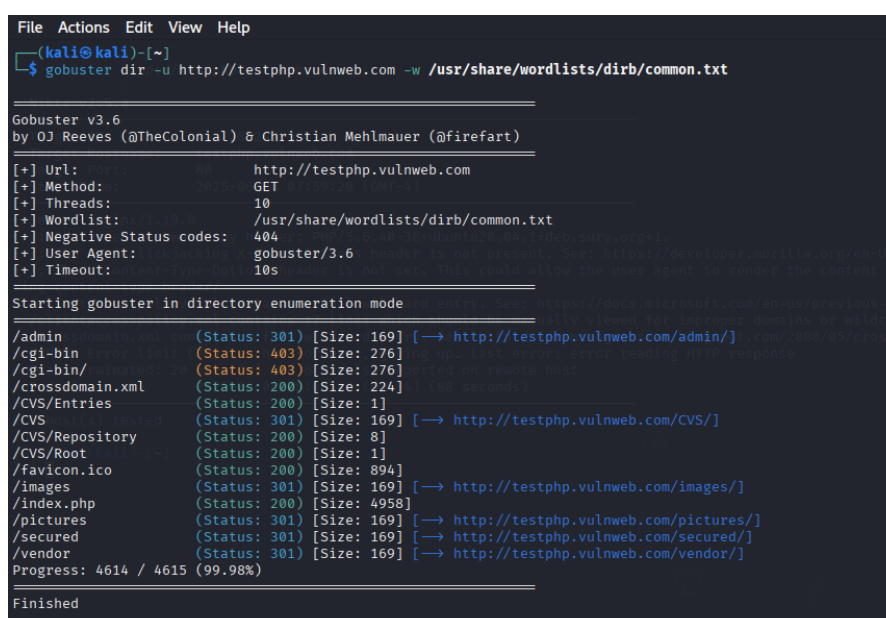 File Actions Edit View Help
┌──(kali㉿kali)-[~]
└─$ gobuster dir -u http://testphp.vulnweb.com -w /usr/share/wordlists/dirb/common.txt
===============================================================
Gobuster v3.6
by OJ Reeves (@TheColonial) & Christian Mehlmauer (@firefart)
===============================================================
[+] Url: http://testphp.vulnweb.com
[+] Method: GET
[+] Threads: 10
[+] Wordlist: /usr/share/wordlists/dirb/common.txt
[+] Negative Status codes: 404
[+] User Agent: gobuster/3.6
[+] Timeout: 10s
===============================================================
Starting gobuster in directory enumeration mode
===============================================================
/admin (Status: 301) [Size: 169] [--> http://testphp.vulnweb.com/admin/]
/cgi-bin (Status: 403) [Size: 276]
/cgi-bin/ (Status: 403) [Size: 276]
/crossdomain.xml (Status: 200) [Size: 224]
/CVS/Entries (Status: 200) [Size: 1]
/CVS (Status: 301) [Size: 169] [--> http://testphp.vulnweb.com/CVS/]
/CVS/Repository (Status: 200) [Size: 8]
/CVS/Root (Status: 200) [Size: 1]
/favicon.ico (Status: 200) [Size: 894]
/images (Status: 301) [Size: 169] [--> http://testphp.vulnweb.com/images/]
/index.php (Status: 200) [Size: 4958]
/pictures (Status: 301) [Size: 169] [--> http://testphp.vulnweb.com/pictures/]
/secured (Status: 301) [Size: 169] [--> http://testphp.vulnweb.com/secured/]
/vendor (Status: 301) [Size: 169] [--> http://testphp.vulnweb.com/vendor/]
Progress: 4614 / 4615 (99.98%)
===============================================================
Finished